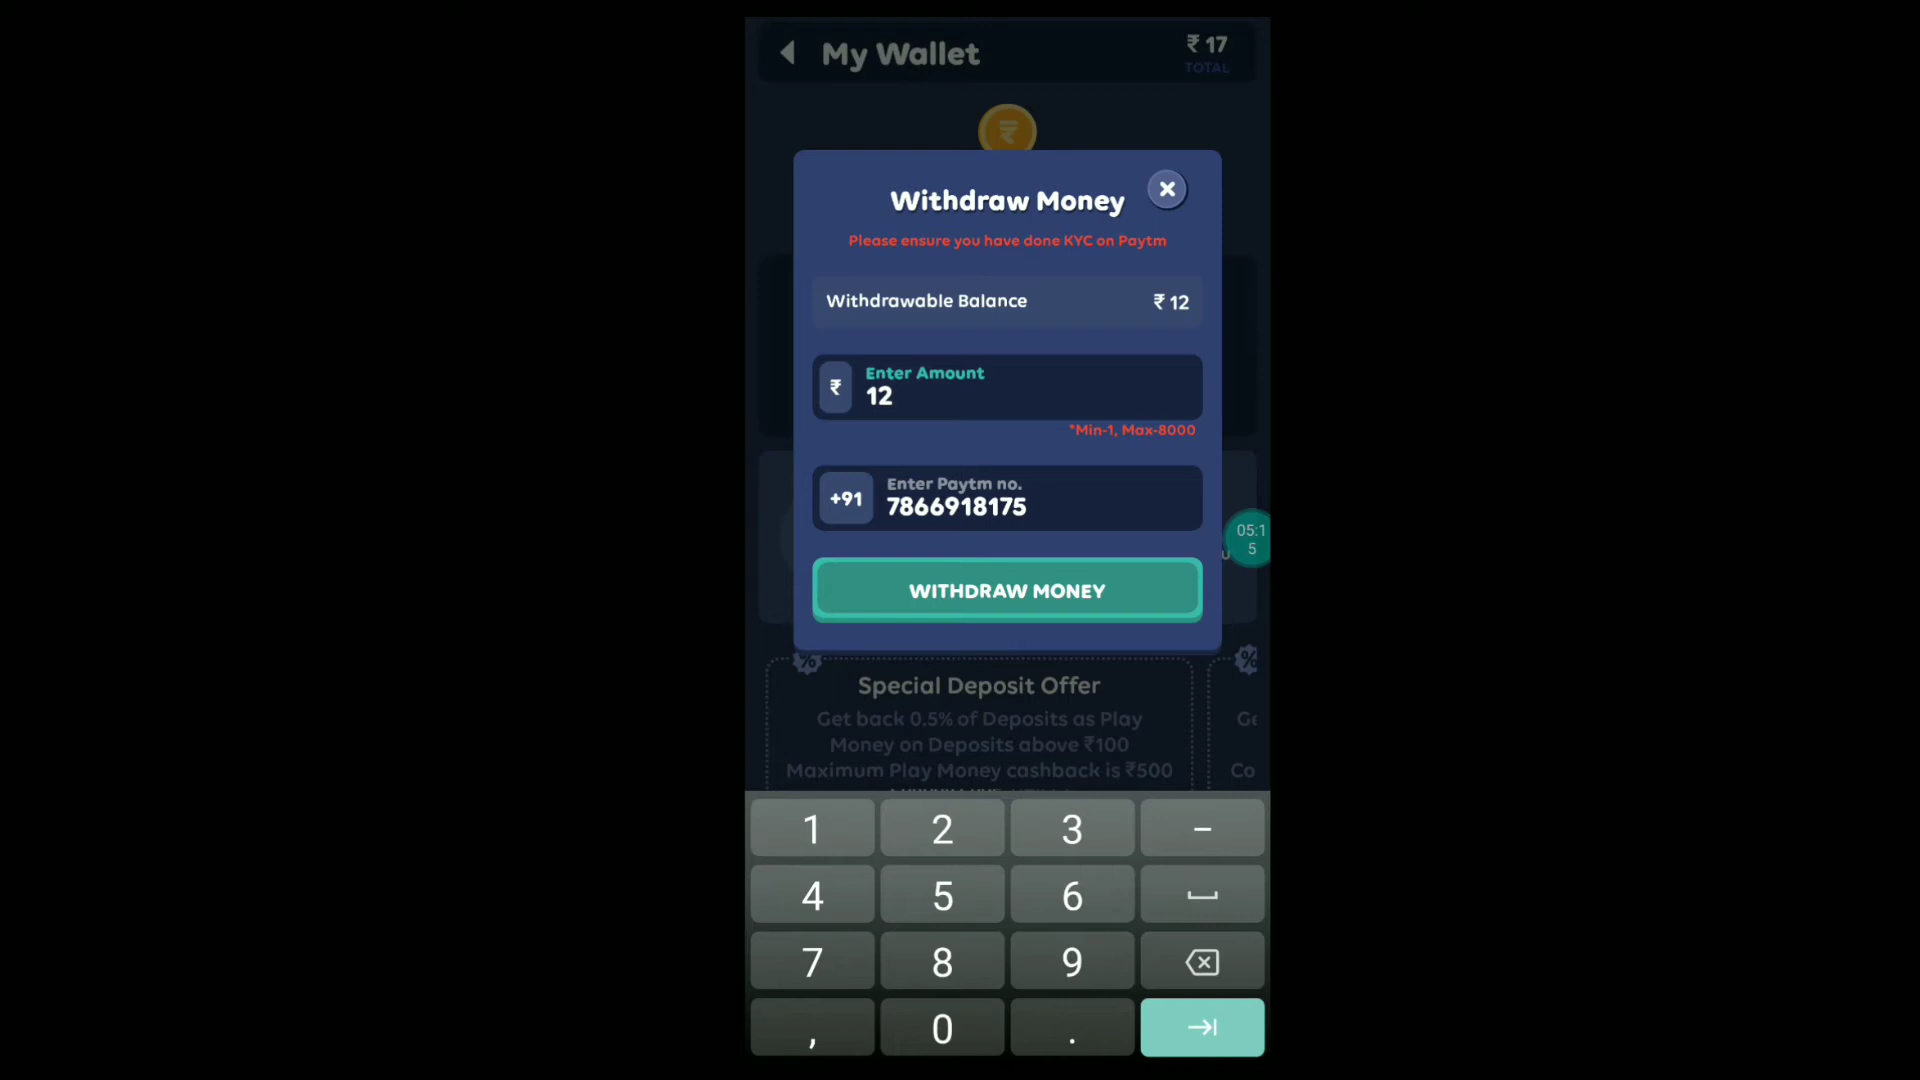 My Wallet
₹ 17
TOTAL
₹
Withdraw Money
Please ensure you have done KYC on Paytm
Withdrawable Balance
₹ 12
₹
Enter Amount
12
*Min-1, Max-8000
+91
Enter Paytm no.
7866918175
05:1
5
WITHDRAW MONEY
%
%
Special Deposit Offer
Get back 0.5% of Deposits as Play
Ge
Money on Deposits above ₹100
Maximum Play Money cashback is ₹500
Co
1 2 3 –
4 5 6
7 8 9
, 0 .